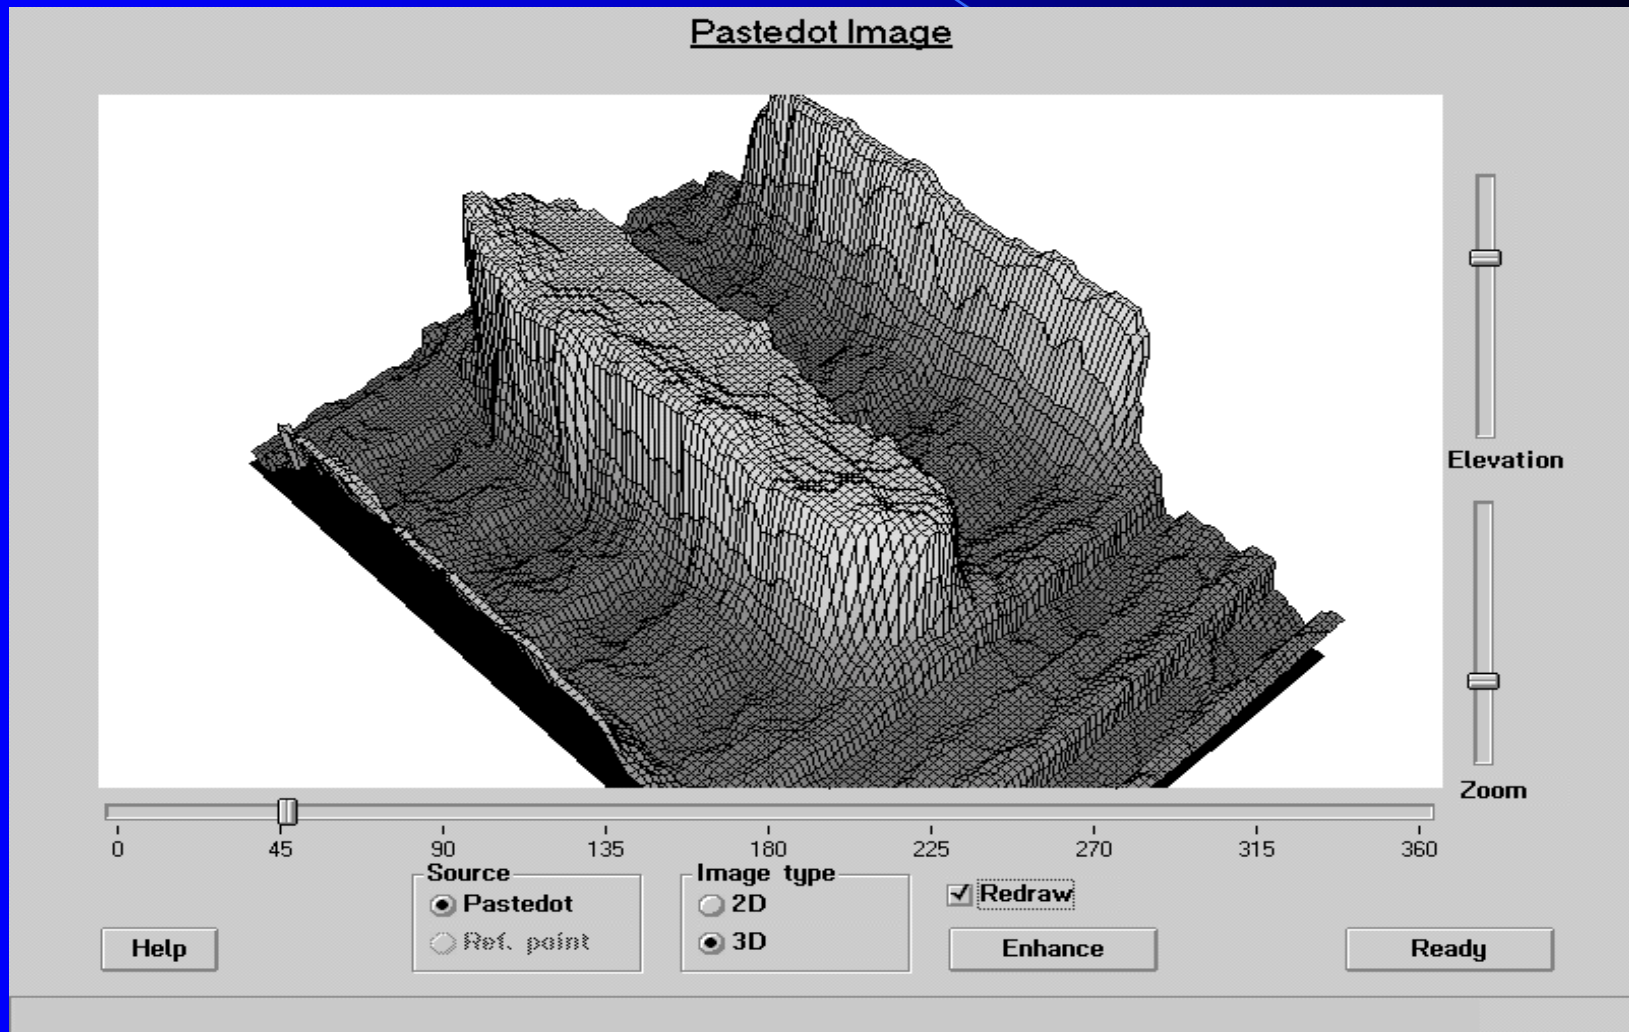 Pastedot Image
Elevation
Zoom
0 45 90 135 180 225 270 315 360
Source
Pastedot
Ref. point
Image type
2D
3D
Redraw
Help
Enhance
Ready